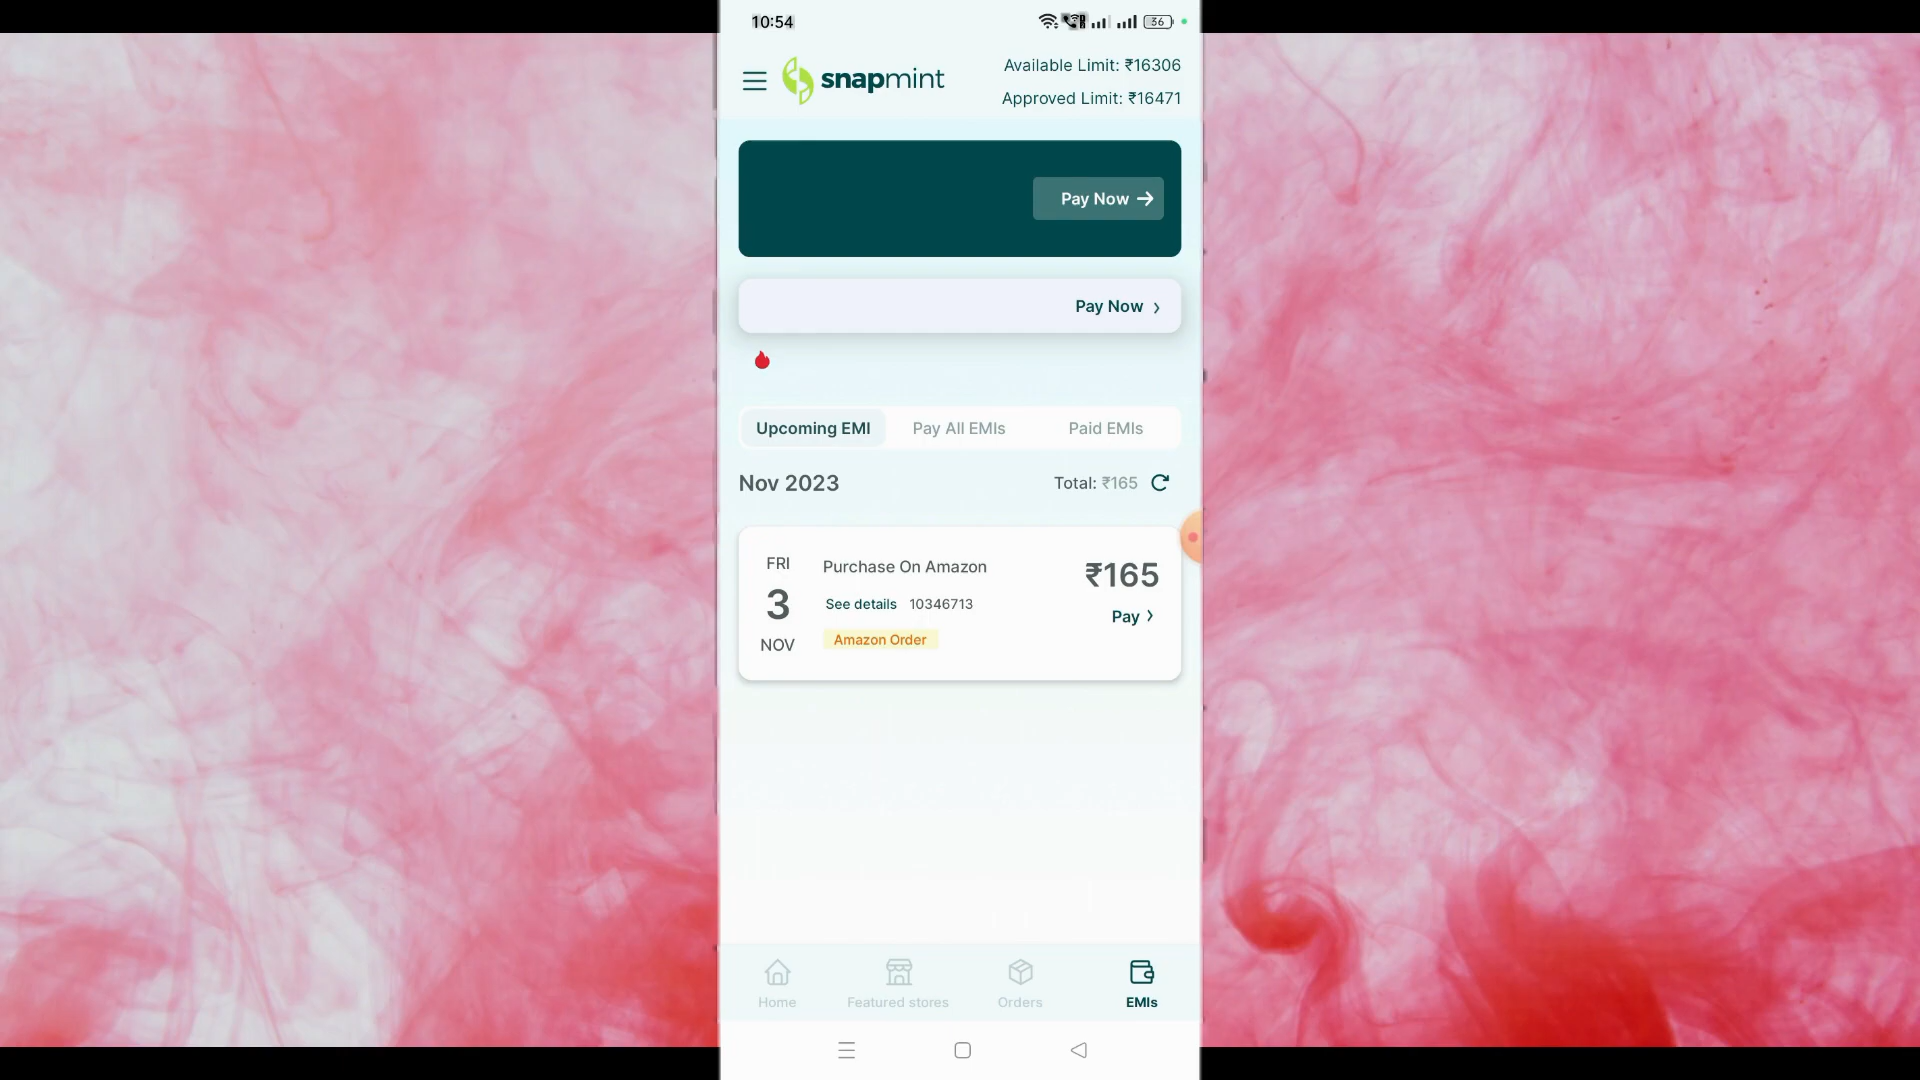 10:54
36
snapmint
Available Limit: ₹16306
Approved Limit: ₹16471
Pay Now
Pay Now
Upcoming EMI
Pay All EMIs
Paid EMIs
Nov 2023
Total: ₹165
FRI
3
NOV
Purchase On Amazon
See details 10346713
Amazon Order
₹165
Pay
Home
Featured stores
Orders
EMIs